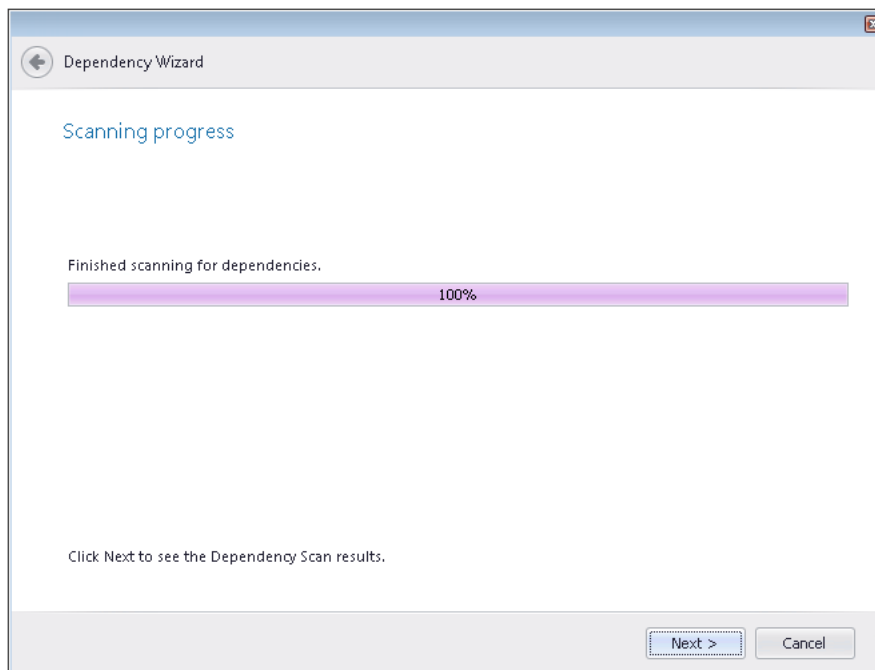 Dependency Wizard
Scanning progress
Finished scanning for dependencies.
100%
Click Next to see the Dependency Scan results.
Next >
Cancel